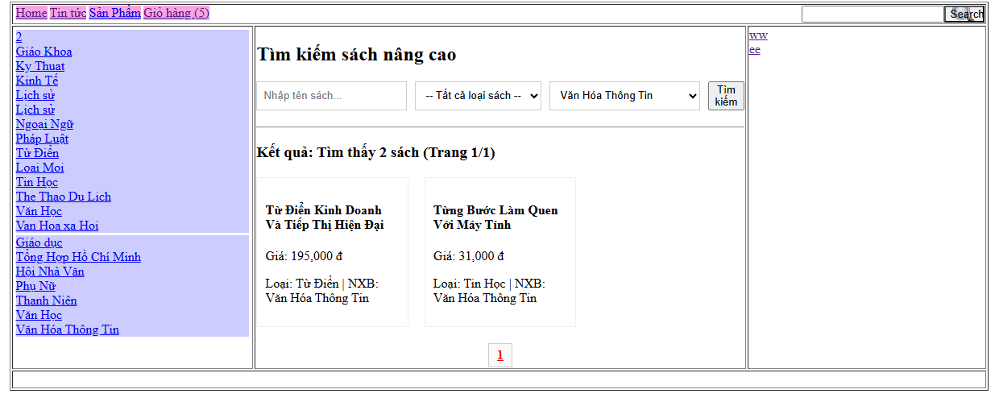 Home Tin tức Sản Phẩm Giỏ hàng (5) Search
2
Giáo Khoa
Ky Thuat
Kinh Tế
Lịch sử
Lịch sử
Ngoại Ngữ
Pháp Luật
Từ Điển
Loai Moi
Tin Học
The Thao Du Lich
Văn Học
Van Hoa xa Hoi
Giáo dục
Tổng Hợp Hồ Chí Minh
Hội Nhà Văn
Phụ Nữ
Thanh Niên
Văn Học
Văn Hóa Thông Tin
Tìm kiếm sách nâng cao
Nhập tên sách... -- Tất cả loại sách -- Văn Hóa Thông Tin Tìm
kiếm
Kết quả: Tìm thấy 2 sách (Trang 1/1)
Từ Điển Kinh Doanh
Và Tiếp Thị Hiện Đại
Giá: 195,000 đ
Loại: Từ Điển | NXB:
Văn Hóa Thông Tin
Từng Bước Làm Quen
Với Máy Tính
Giá: 31,000 đ
Loại: Tin Học | NXB:
Văn Hóa Thông Tin
1
ww
ee